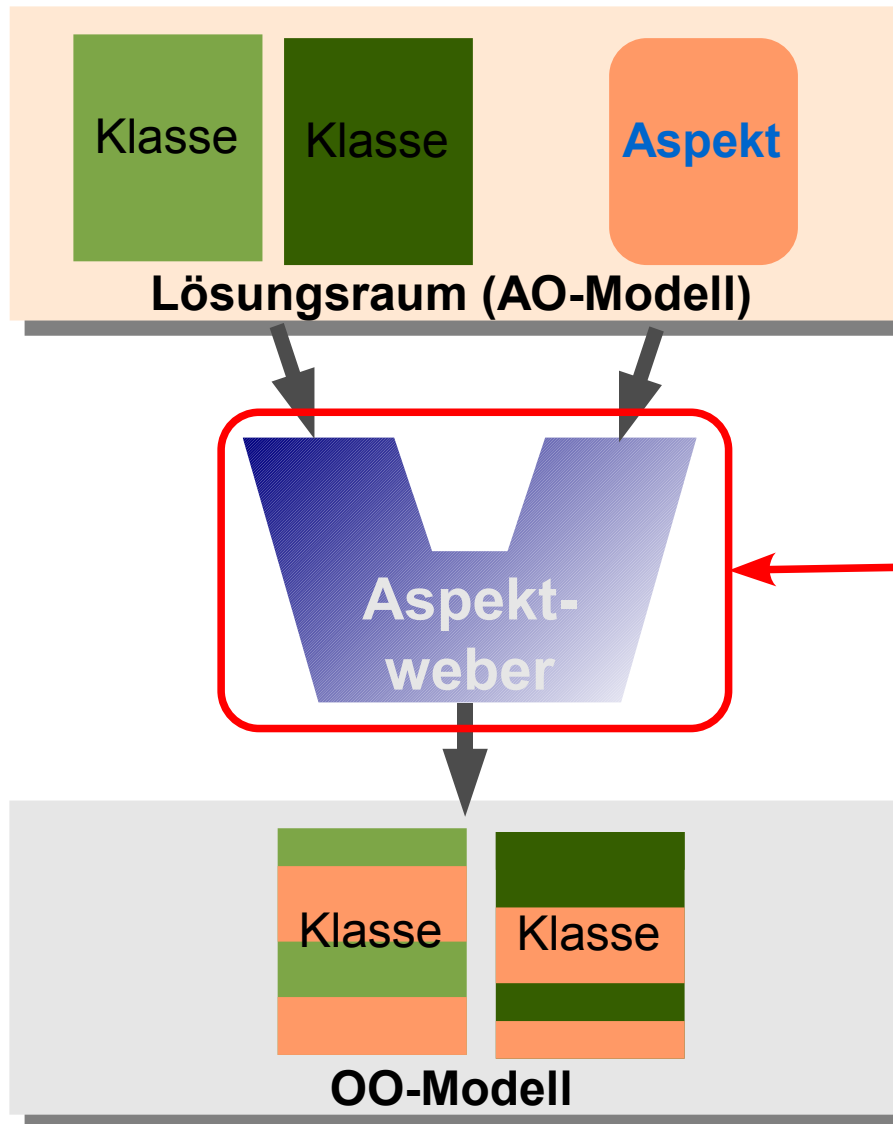 Klasse
Klasse
Aspekt
Lösungsraum (AO-Modell)
Aspekt-
weber
Klasse
Klasse
OO-Modell